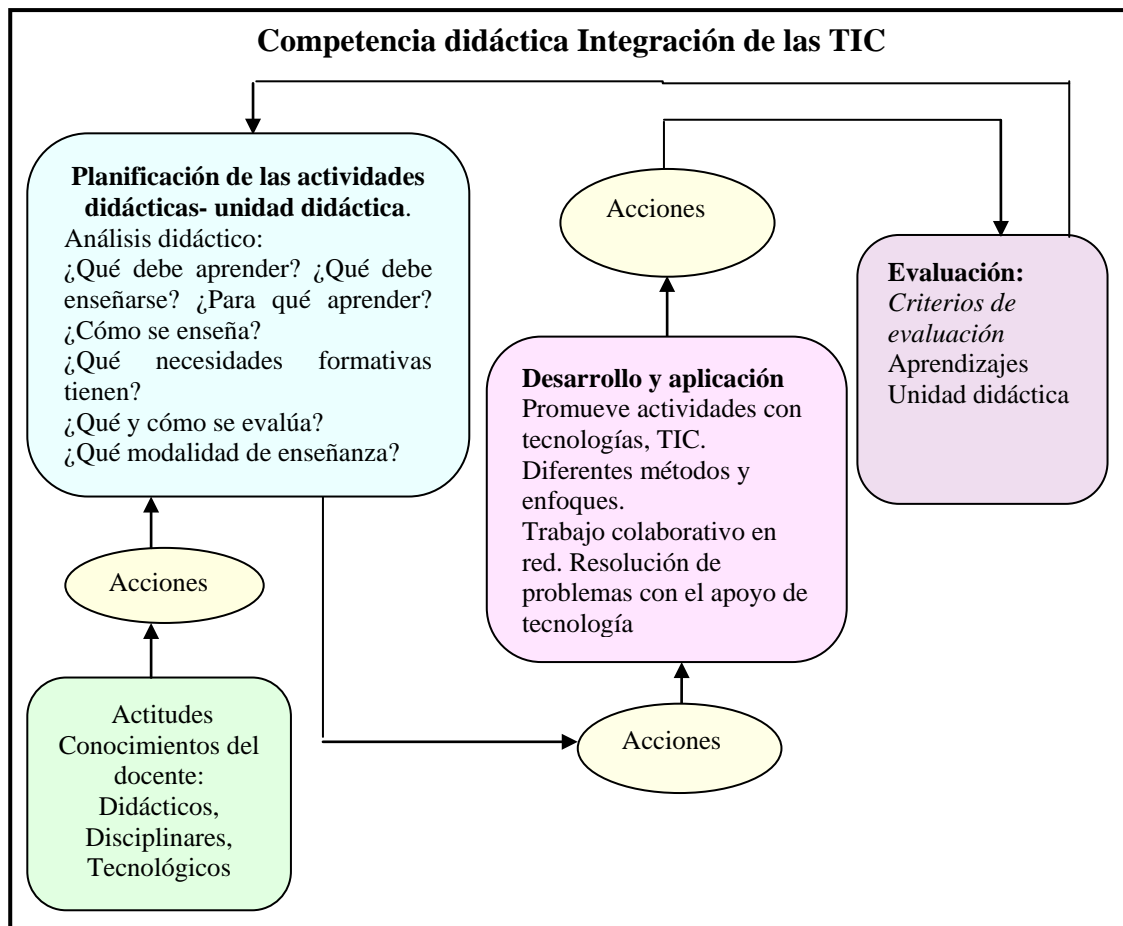 Competencia didáctica Integración de las TIC
Planificación de las actividades
didácticas- unidad didáctica.
Análisis didáctico:
¿Qué debe aprender? ¿Qué debe
enseñarse? ¿Para qué aprender?
¿Cómo se enseña?
¿Qué necesidades formativas
tienen?
¿Qué y cómo se evalúa?
¿Qué modalidad de enseñanza?
Acciones
Actitudes
Conocimientos del
docente:
Didácticos,
Disciplinares,
Tecnológicos
Acciones
Desarrollo y aplicación
Promueve actividades con
tecnologías, TIC.
Diferentes métodos y
enfoques.
Trabajo colaborativo en
red. Resolución de
problemas con el apoyo de
tecnología
Acciones
Evaluación:
Criterios de
evaluación
Aprendizajes
Unidad didáctica